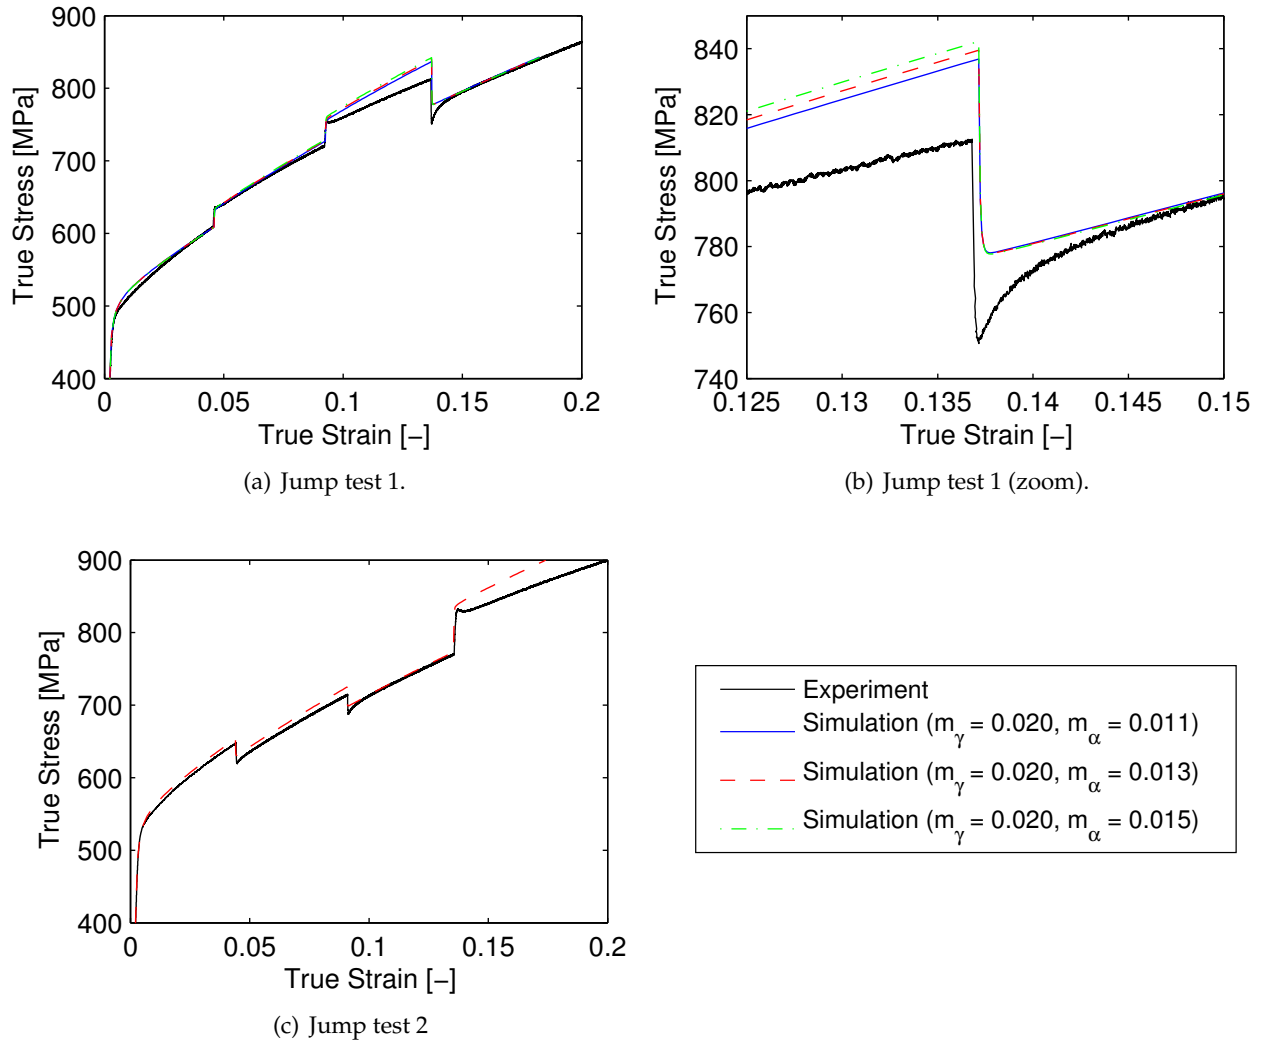 900
800
700
600
500
400
True Stress [MPa]
0
0.05
0.1
0.15
0.2
True Strain [−]
(a) Jump test 1.
840
820
800
780
760
740
True Stress [MPa]
0.125
0.13
0.135
0.14
0.145
0.15
True Strain [−]
(b) Jump test 1 (zoom).
900
800
700
600
500
400
True Stress [MPa]
0
0.05
0.1
0.15
0.2
True Strain [−]
(c) Jump test 2
Experiment
Simulation (mγ = 0.020, mα = 0.011)
Simulation (mγ = 0.020, mα = 0.013)
Simulation (mγ = 0.020, mα = 0.015)